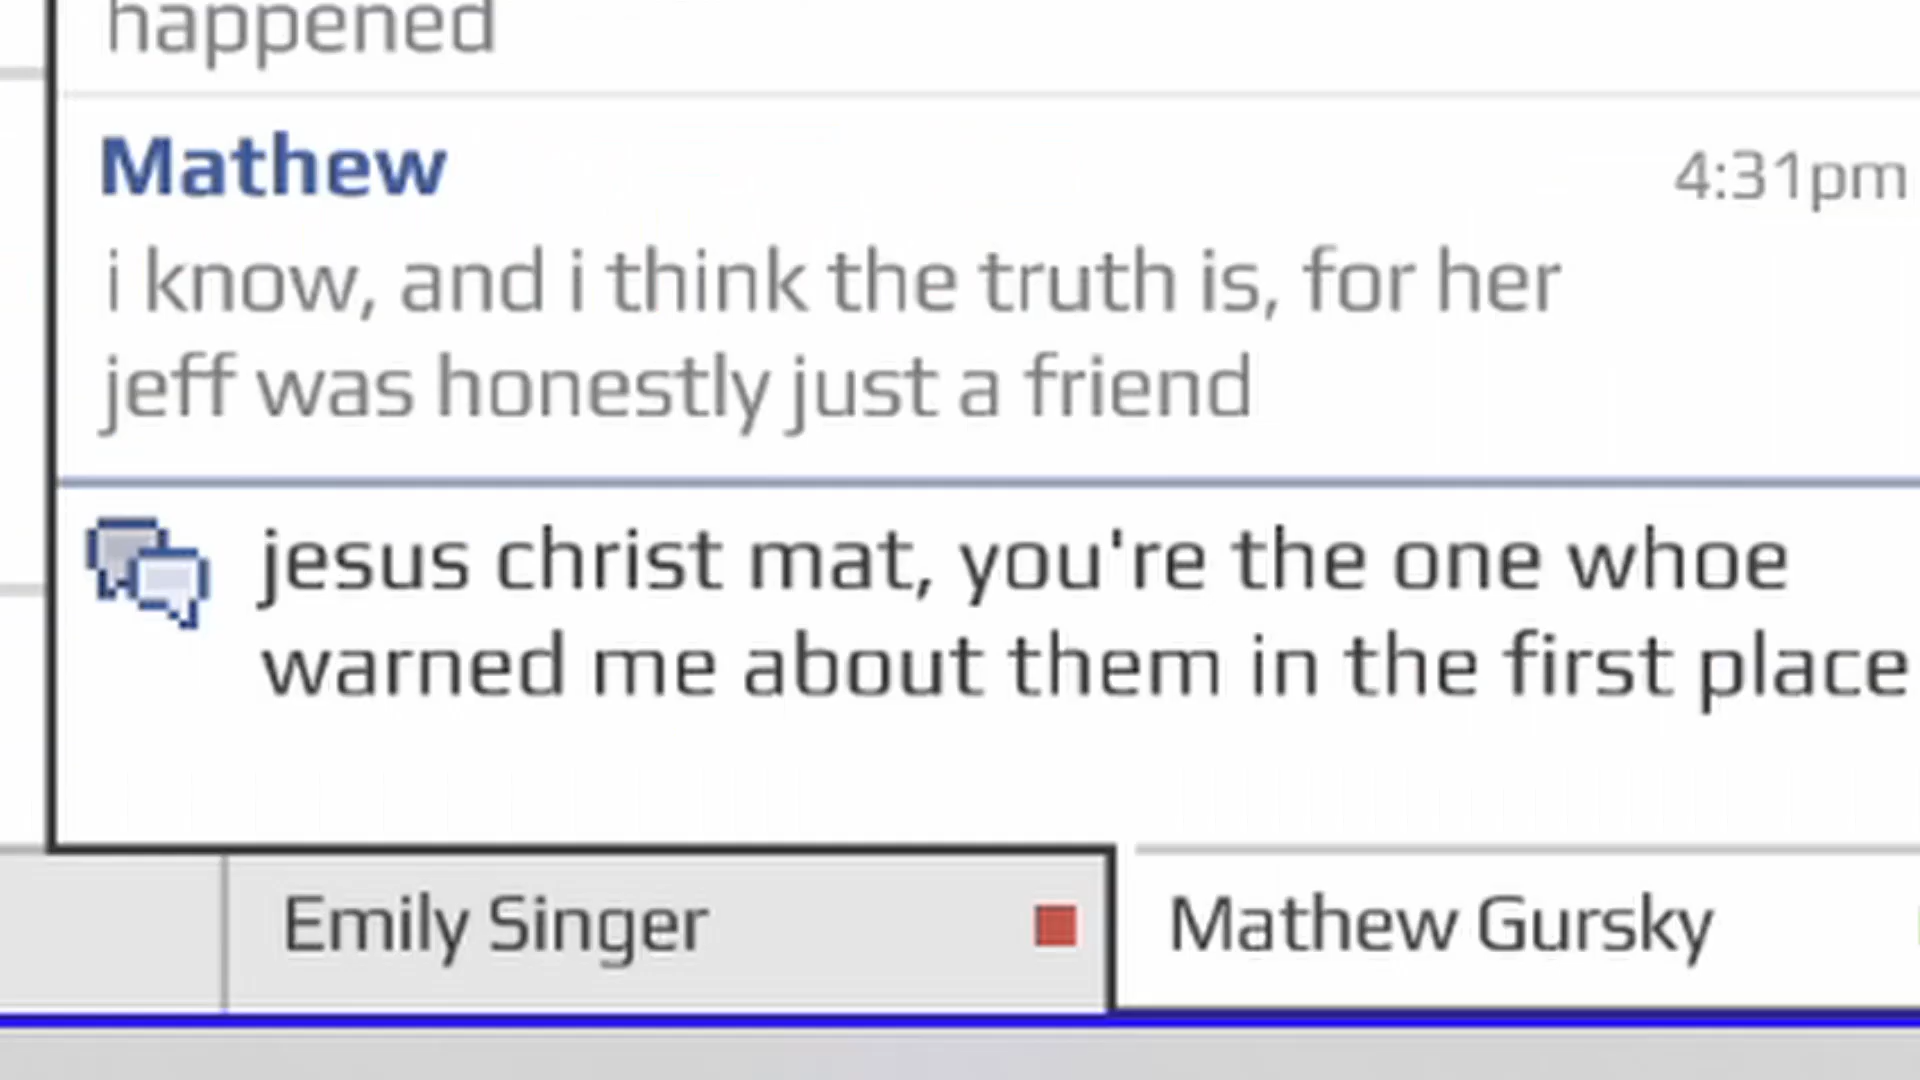 happened
Mathew 4:31pm
i know, and i think the truth is, for her
jeff was honestly just a friend
jesus christ mat, you're the one whoe
warned me about them in the first place
Emily Singer Mathew Gursky